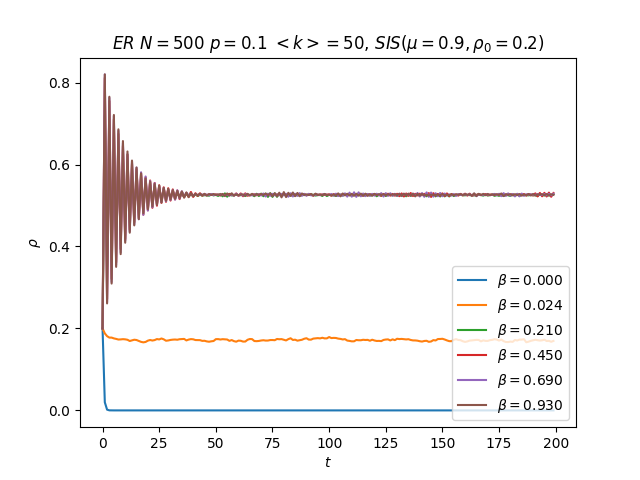 ER N = 500 p = 0.1 < k >= 50, SIS(μ = 0.9, ρ₀ = 0.2)
0.8
0.6
ρ
0.4
0.2
0.0
β = 0.000
β = 0.024
β = 0.210
β = 0.450
β = 0.690
β = 0.930
0 25 50 75 100 125 150 175 200
t